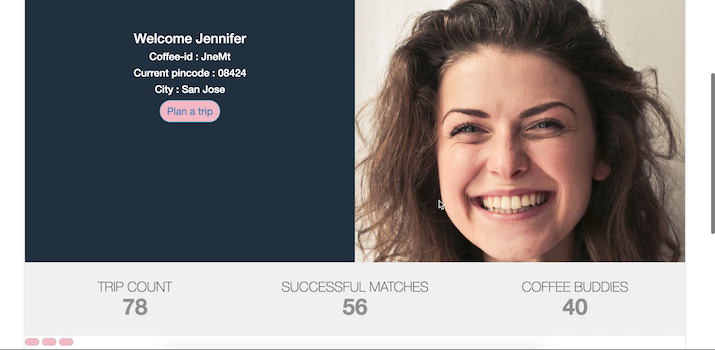 Welcome Jennifer
Coffee-id : JneMt
Current pincode : 08424
City : San Jose
Plan a trip
TRIP COUNT
78
SUCCESSFUL MATCHES
56
COFFEE BUDDIES
40